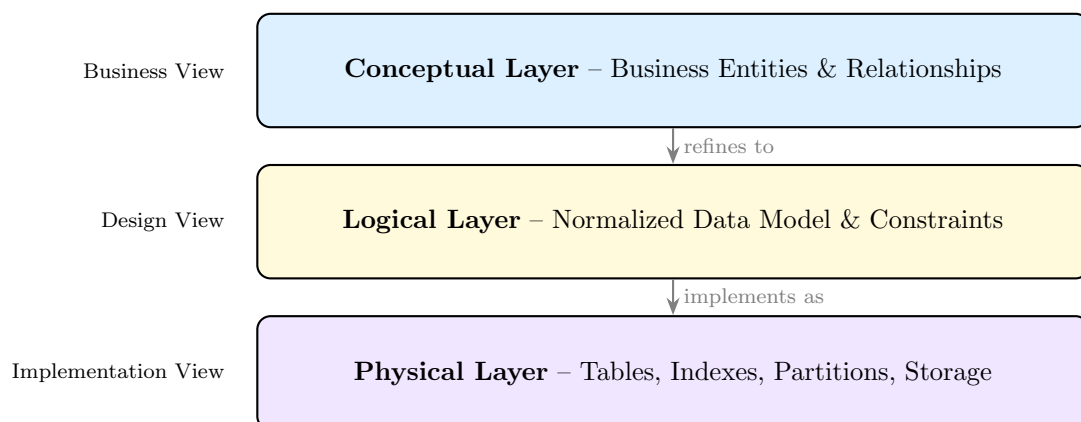 Business View
Conceptual Layer – Business Entities & Relationships
refines to
Design View
Logical Layer – Normalized Data Model & Constraints
implements as
Implementation View
Physical Layer – Tables, Indexes, Partitions, Storage